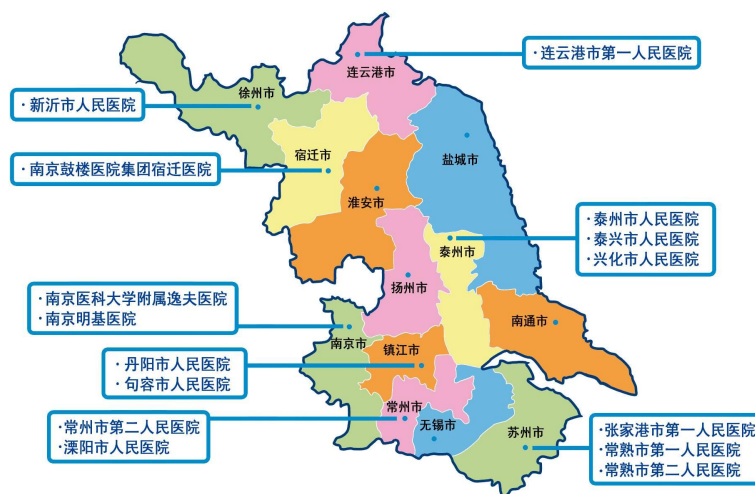 ·连云港市第一人民医院
连云港市
徐州市
·新沂市人民医院
宿迁市
盐城市
·南京鼓楼医院集团宿迁医院
淮安市
·泰州市人民医院
·泰兴市人民医院
·兴化市人民医院
泰州市
扬州市
·南京医科大学附属逸夫医院
·南京明基医院
南通市
南京市
镇江市
·丹阳市人民医院
·句容市人民医院
常州市
·常州市第二人民医院
·溧阳市人民医院
无锡市
苏州市
·张家港市第一人民医院
·常熟市第一人民医院
·常熟市第二人民医院